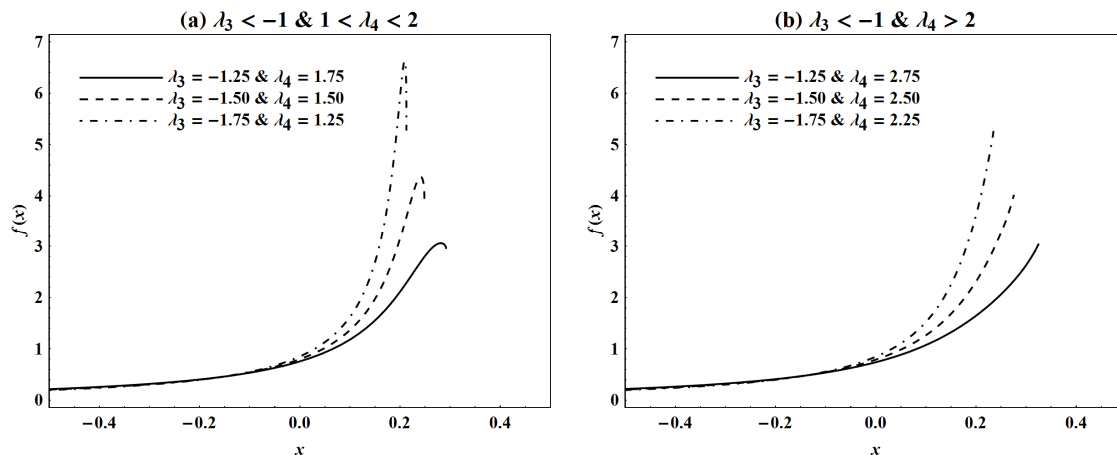 (a) λ₃ < −1 & 1 < λ₄ < 2
7
6
5
4
3
2
1
0
f(x)
λ₃ = −1.25 & λ₄ = 1.75
λ₃ = −1.50 & λ₄ = 1.50
λ₃ = −1.75 & λ₄ = 1.25
−0.4 −0.2 0.0 0.2 0.4
x
(b) λ₃ < −1 & λ₄ > 2
7
6
5
4
3
2
1
0
f(x)
λ₃ = −1.25 & λ₄ = 2.75
λ₃ = −1.50 & λ₄ = 2.50
λ₃ = −1.75 & λ₄ = 2.25
−0.4 −0.2 0.0 0.2 0.4
x